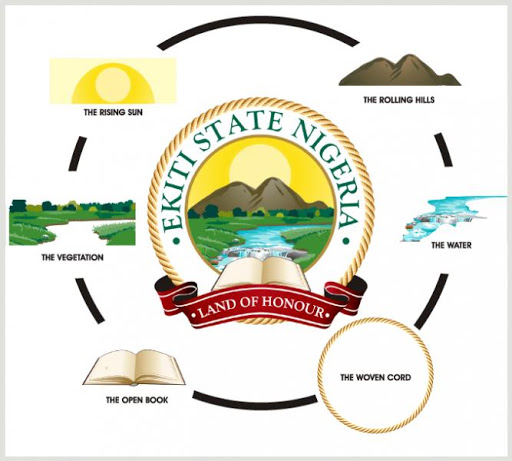 THE RISING SUN
THE ROLLING HILLS
· EKITI STATE NIGERIA ·
THE VEGETATION
THE WATER
· LAND OF HONOUR ·
THE OPEN BOOK
THE WOVEN CORD